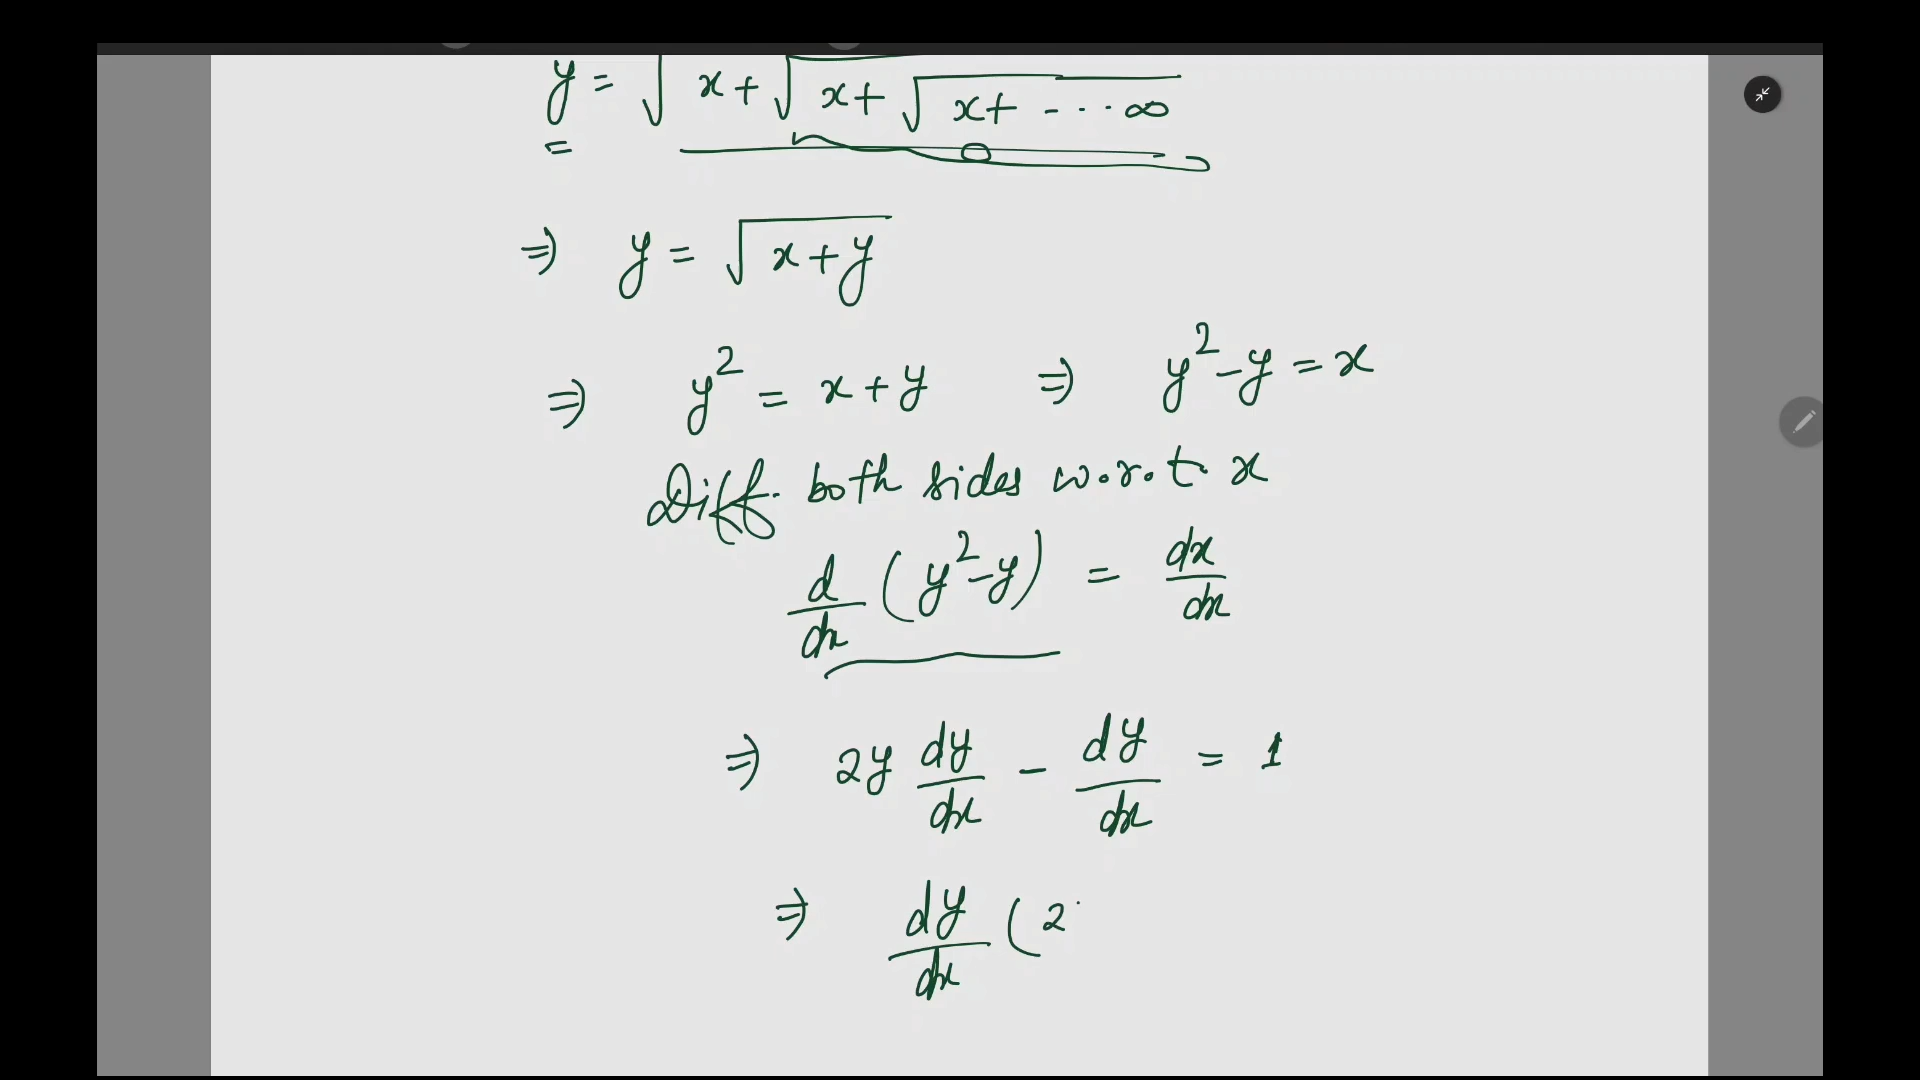 y = √(x + √(x + √(x + - - · · ∞
=
⇒ y = √(x + y)
⇒ y² = x + y ⇒ y² - y = x
Diff. both sides w.r.t x
d/dx (y² - y) = dx/dx
⇒ 2y dy/dx - dy/dx = 1
⇒ dy/dx (2